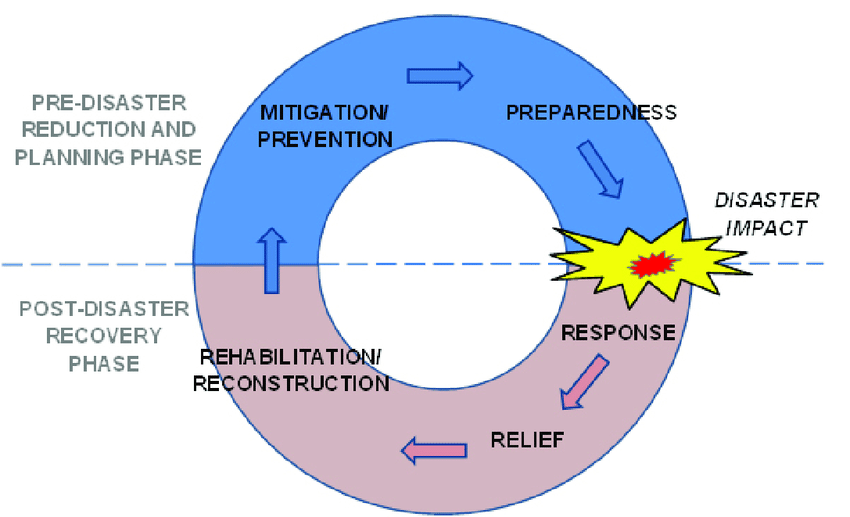 PRE-DISASTER
REDUCTION AND
PLANNING PHASE
MITIGATION/
PREVENTION
PREPAREDNESS
DISASTER
IMPACT
POST-DISASTER
RECOVERY
PHASE
REHABILITATION/
RECONSTRUCTION
RESPONSE
RELIEF